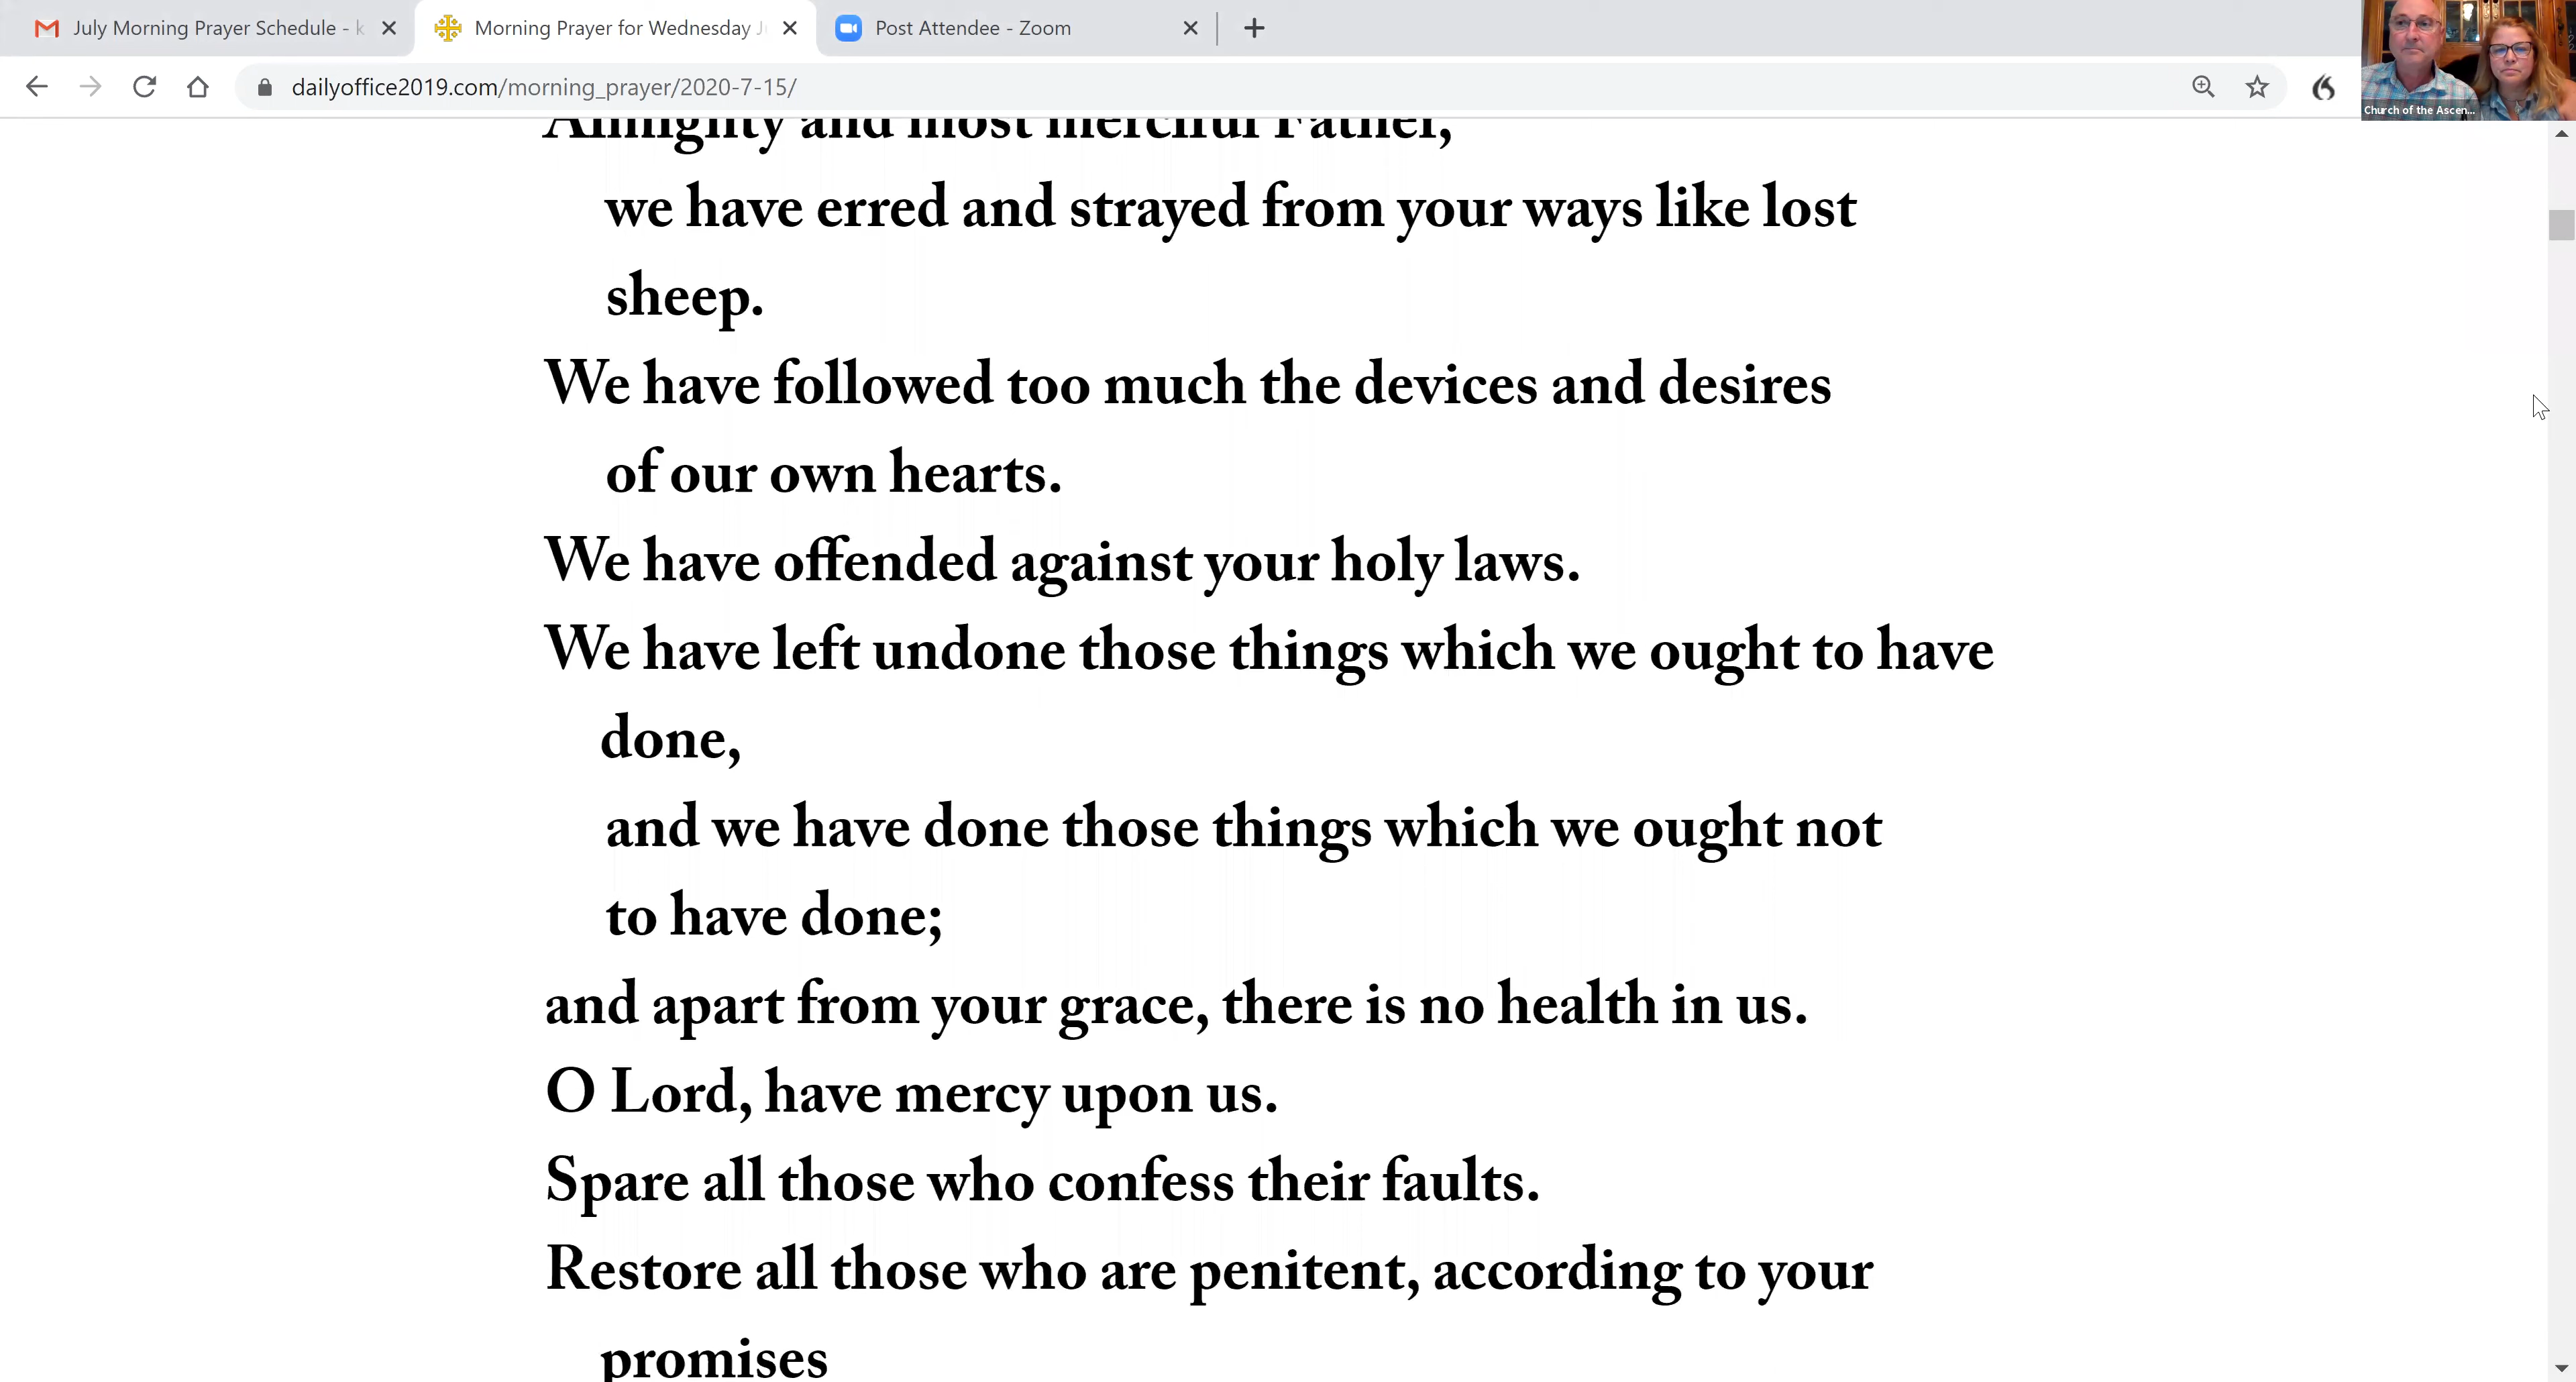 July Morning Prayer Schedule - k
Morning Prayer for Wednesday J
Post Attendee - Zoom
dailyoffice2019.com/morning_prayer/2020-7-15/
Church of the Ascen...
Almighty and most merciful Father,
we have erred and strayed from your ways like lost
sheep.
We have followed too much the devices and desires
of our own hearts.
We have offended against your holy laws.
We have left undone those things which we ought to have
done,
and we have done those things which we ought not
to have done;
and apart from your grace, there is no health in us.
O Lord, have mercy upon us.
Spare all those who confess their faults.
Restore all those who are penitent, according to your
promises